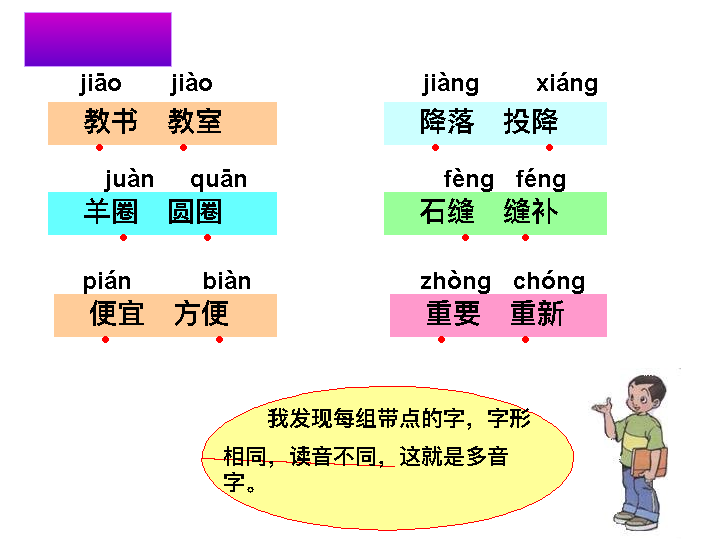 jiāo jiào jiàng xiáng
教书 教室 降落 投降
juàn quān fèng féng
羊圈 圆圈 石缝 缝补
pián biàn zhòng chóng
便宜 方便 重要 重新
我发现每组带点的字，字形
相同，读音不同，这就是多音
字。